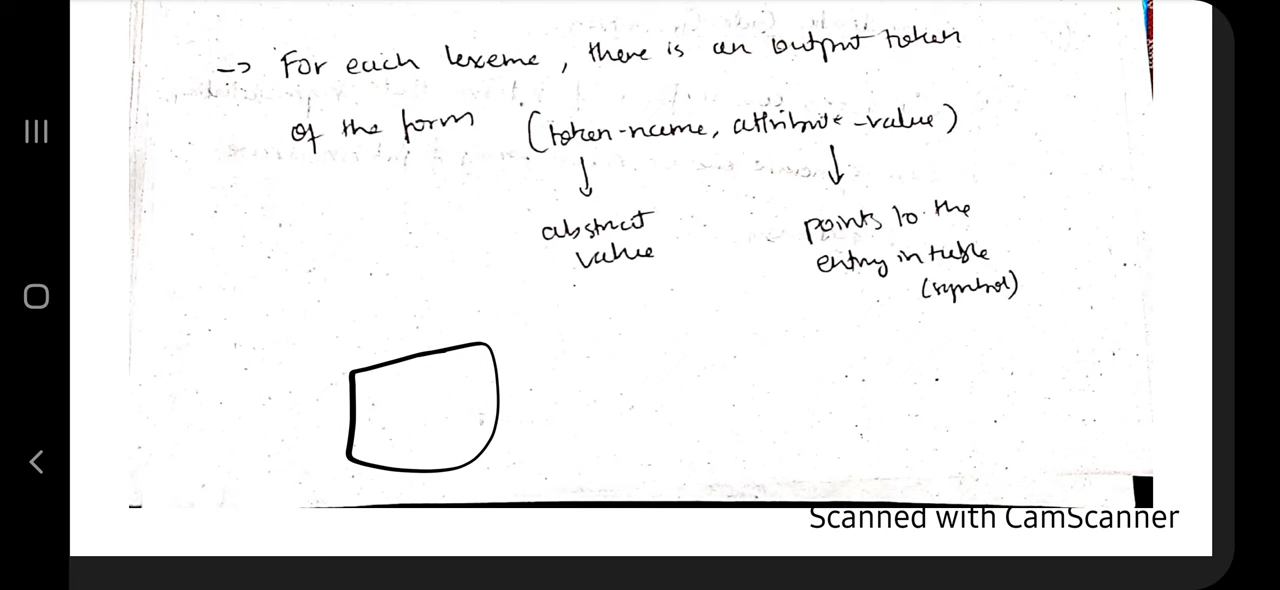 -> For each lexeme, there is an output token
of the form (token-name, attribute-value)
↓ ↓
abstract value
points to the entry in table (symbol)
Scanned with CamScanner